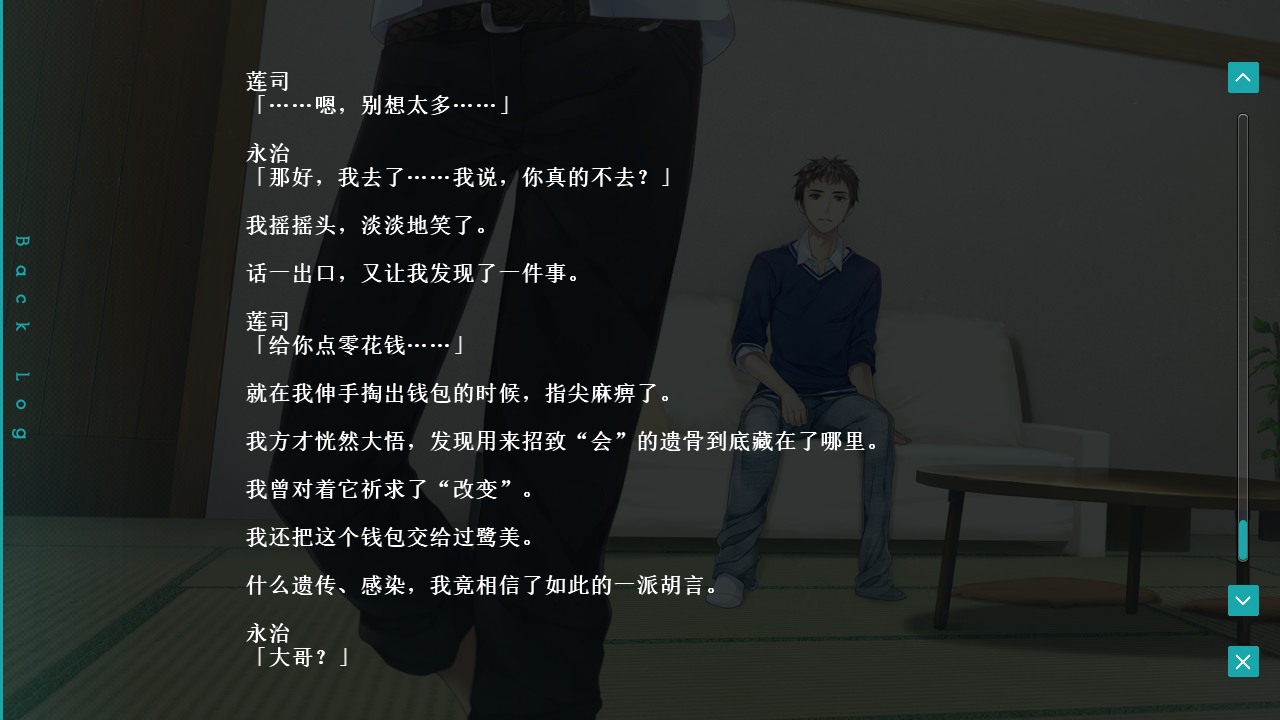 Back Log
莲司
「……嗯，别想太多……」
永治
「那好，我去了……我说，你真的不去？」
我摇摇头，淡淡地笑了。
话一出口，又让我发现了一件事。
莲司
「给你点零花钱……」
就在我伸手掏出钱包的时候，指尖麻痹了。
我方才恍然大悟，发现用来招致“会”的遗骨到底藏在了哪里。
我曾对着它祈求了“改变”。
我还把这个钱包交给过鹭美。
什么遗传、感染，我竟相信了如此的一派胡言。
永治
「大哥？」